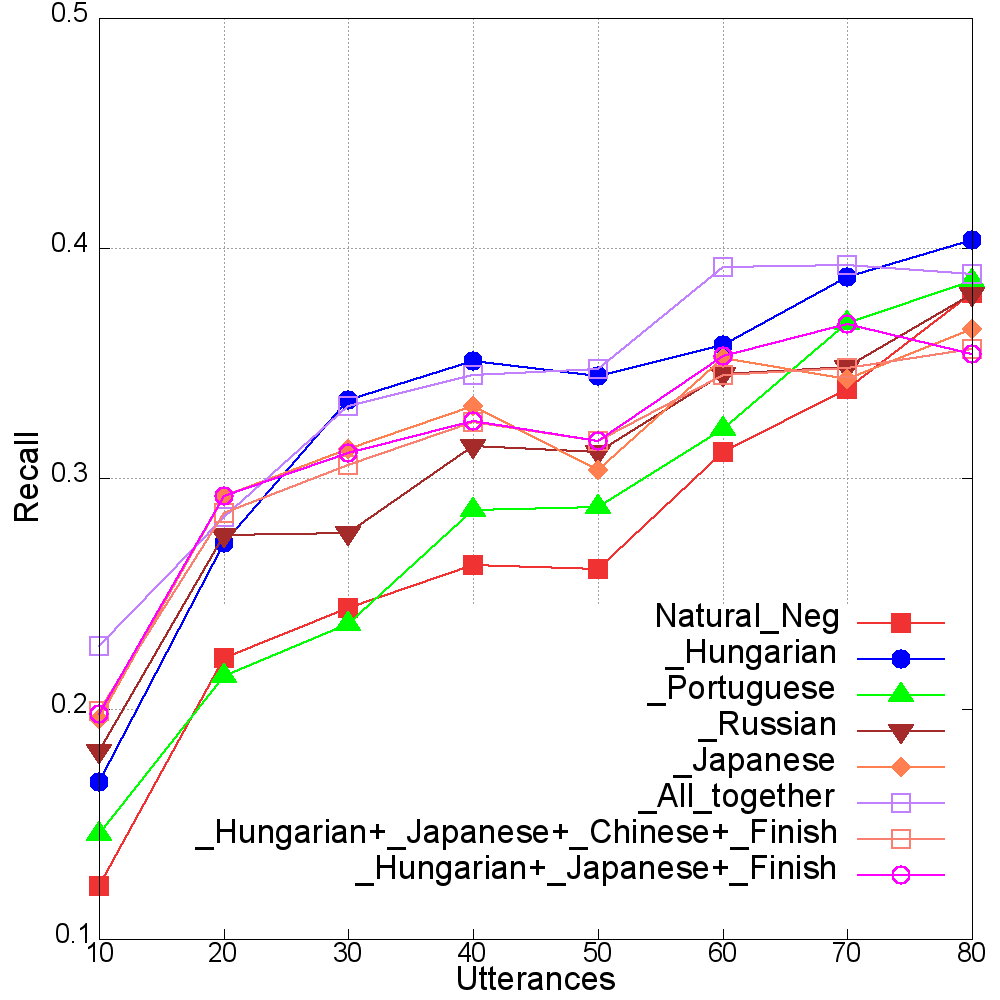 0.5
0.4
0.3
0.2
0.1
Recall
Natural_Neg
_Hungarian
_Portuguese
_Russian
_Japanese
_All_together
_Hungarian+_Japanese+_Chinese+_Finish
_Hungarian+_Japanese+_Finish
10 20 30 40 50 60 70 80
Utterances